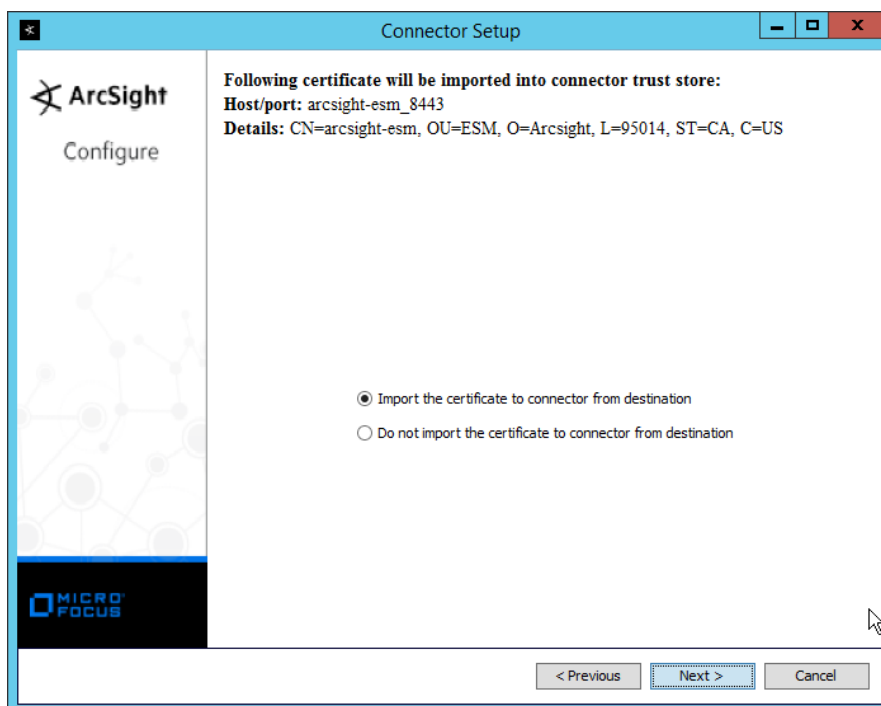 Connector Setup
ArcSight
Configure
Following certificate will be imported into connector trust store:
Host/port: arcsight-esm_8443
Details: CN=arcsight-esm, OU=ESM, O=Arcsight, L=95014, ST=CA, C=US
Import the certificate to connector from destination
Do not import the certificate to connector from destination
MICRO
FOCUS
< Previous
Next >
Cancel